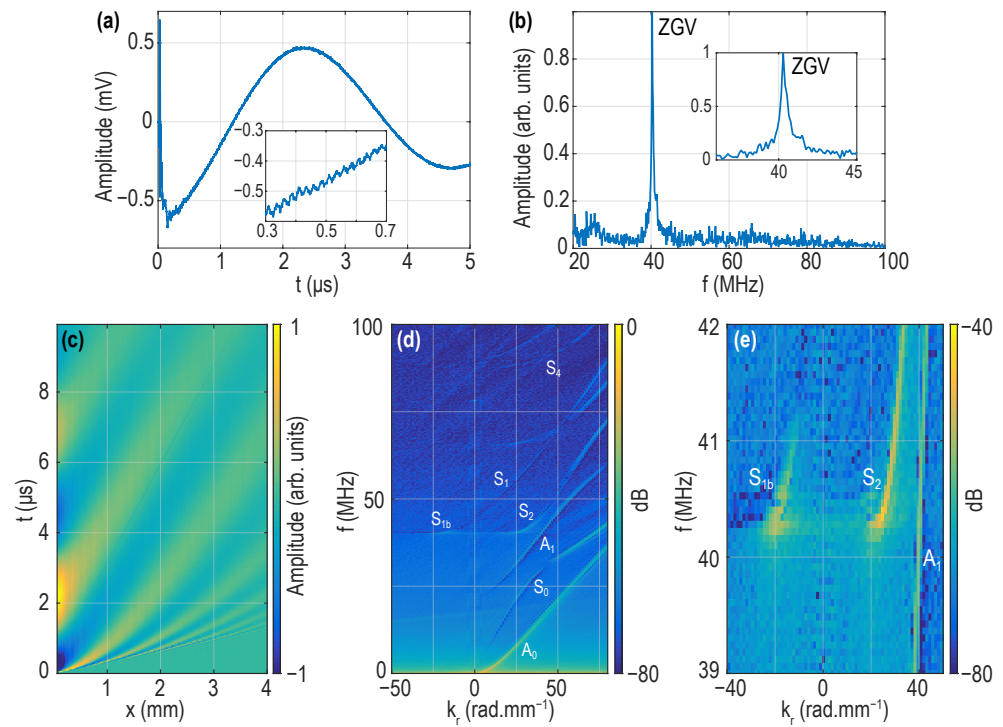 (a)
Amplitude (mV)
0.5
0
−0.5
0 1 2 3 4 5
t (µs)
−0.3
−0.4
−0.5
0.3 0.5 0.7
(b)
ZGV
Amplitude (arb. units)
0.8
0.6
0.4
0.2
0
20 40 60 80 100
f (MHz)
ZGV
1
0.5
0
40 45
(c)
t (µs)
8
6
4
2
0
0 1 2 3 4
x (mm)
1
−1
Amplitude (arb. units)
(d)
f (MHz)
100
50
0
−50 0 50
kr (rad.mm−1)
S4
S1
S2
S1b
A1
S0
A0
0
−80
dB
(e)
f (MHz)
42
41
40
39
−40 0 40
kr (rad.mm−1)
S1b
S2
A1
−40
−80
dB